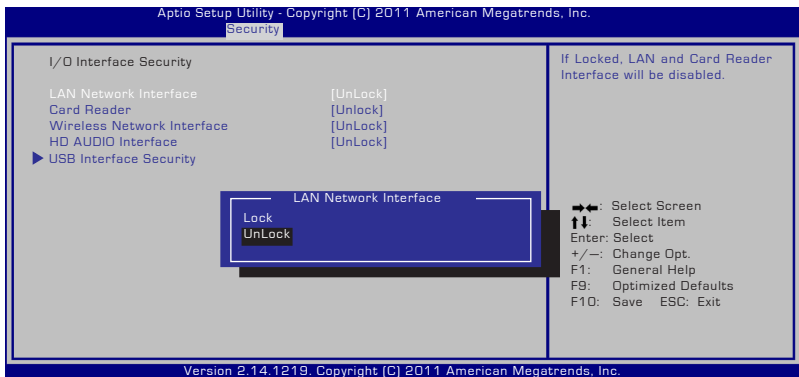 Aptio Setup Utility - Copyright (C) 2011 American Megatrends, Inc.
Security
I/O Interface Security
LAN Network Interface [UnLock]
Card Reader [Unlock]
Wireless Network Interface [UnLock]
HD AUDIO Interface [UnLock]
USB Interface Security
LAN Network Interface
Lock
UnLock
If Locked, LAN and Card Reader
Interface will be disabled.
→←: Select Screen
↑↓: Select Item
Enter: Select
+/−: Change Opt.
F1: General Help
F9: Optimized Defaults
F10: Save ESC: Exit
Version 2.14.1219. Copyright (C) 2011 American Megatrends, Inc.